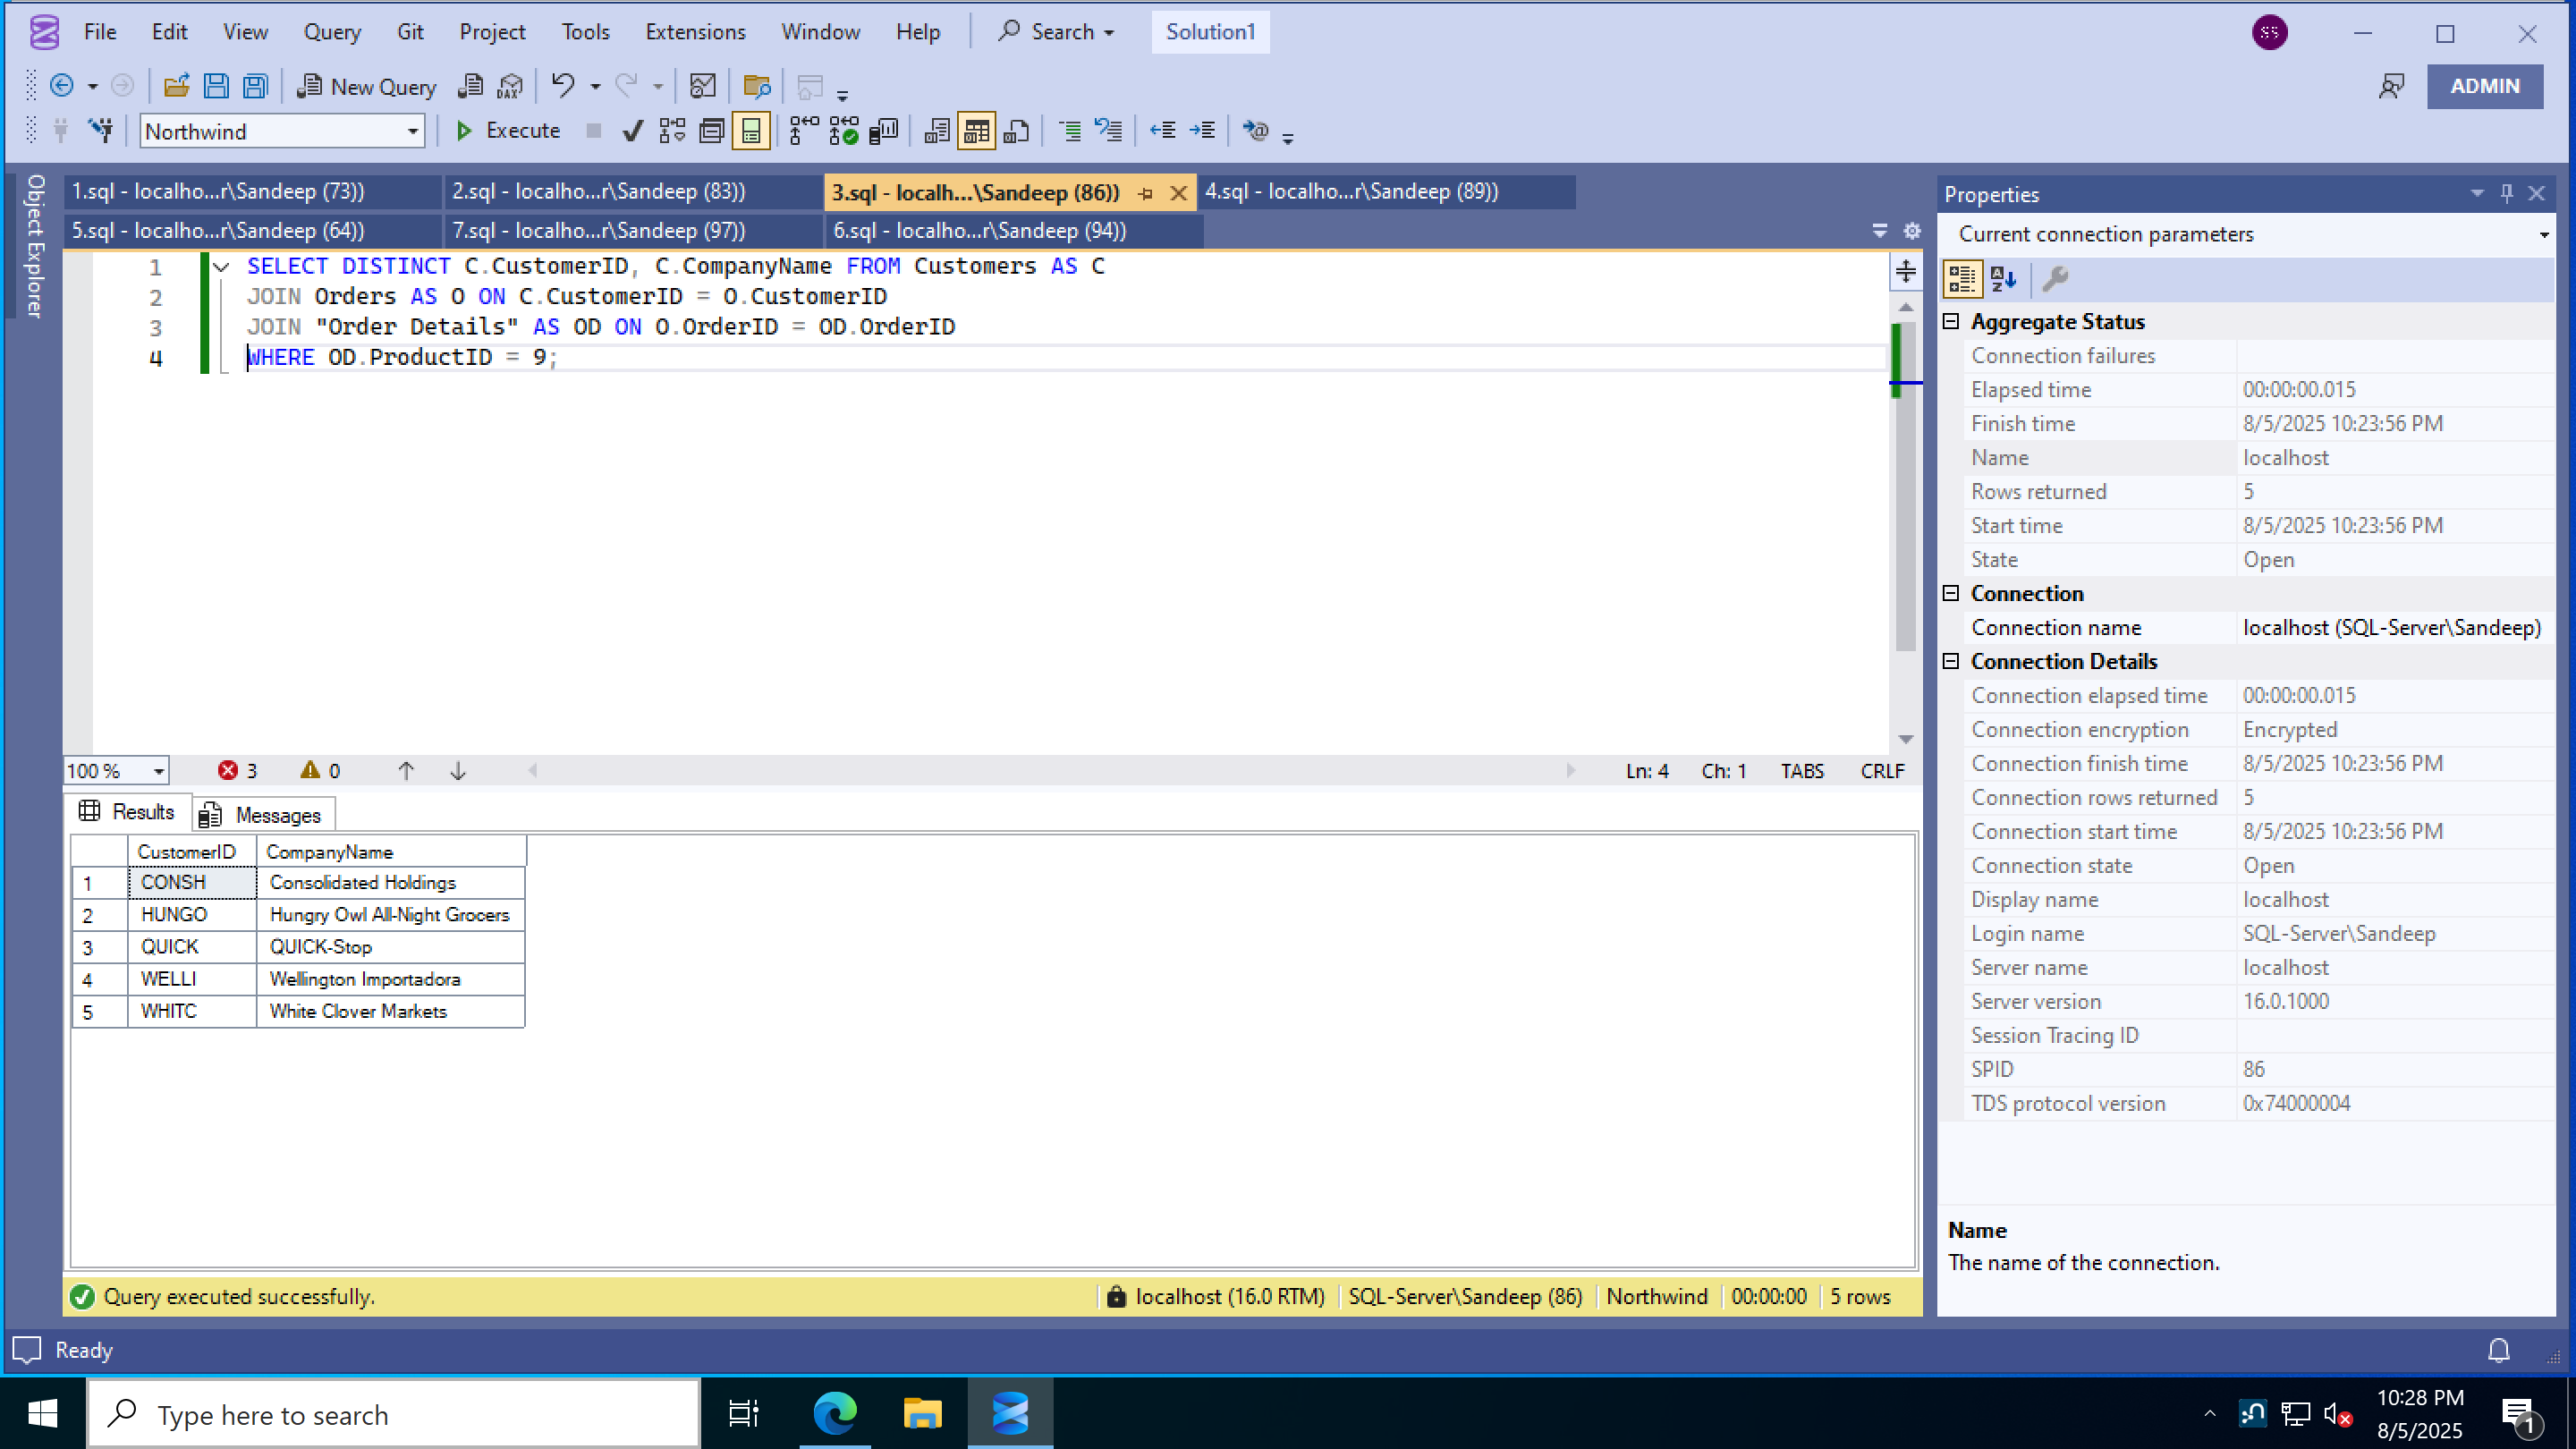 File Edit View Query Git Project Tools Extensions Window Help Search Solution1 SS
New Query DAX ADMIN
Northwind Execute
Object Explorer
1.sql - localho...r\Sandeep (73)) 2.sql - localho...r\Sandeep (83)) 3.sql - localh...\Sandeep (86)) 4.sql - localho...r\Sandeep (89))
5.sql - localho...r\Sandeep (64)) 7.sql - localho...r\Sandeep (97)) 6.sql - localho...r\Sandeep (94))
1 SELECT DISTINCT C.CustomerID, C.CompanyName FROM Customers AS C
2 JOIN Orders AS O ON C.CustomerID = O.CustomerID
3 JOIN "Order Details" AS OD ON O.OrderID = OD.OrderID
4 WHERE OD.ProductID = 9;
100 % 3 0 Ln: 4 Ch: 1 TABS CRLF
Results Messages
CustomerID CompanyName
1 CONSH Consolidated Holdings
2 HUNGO Hungry Owl All-Night Grocers
3 QUICK QUICK-Stop
4 WELLI Wellington Importadora
5 WHITC White Clover Markets
Query executed successfully. localhost (16.0 RTM) SQL-Server\Sandeep (86) Northwind 00:00:00 5 rows
Properties
Current connection parameters
Aggregate Status
Connection failures
Elapsed time 00:00:00.015
Finish time 8/5/2025 10:23:56 PM
Name localhost
Rows returned 5
Start time 8/5/2025 10:23:56 PM
State Open
Connection
Connection name localhost (SQL-Server\Sandeep)
Connection Details
Connection elapsed time 00:00:00.015
Connection encryption Encrypted
Connection finish time 8/5/2025 10:23:56 PM
Connection rows returned 5
Connection start time 8/5/2025 10:23:56 PM
Connection state Open
Display name localhost
Login name SQL-Server\Sandeep
Server name localhost
Server version 16.0.1000
Session Tracing ID
SPID 86
TDS protocol version 0x74000004
Name
The name of the connection.
Ready
Type here to search
10:28 PM
8/5/2025
1